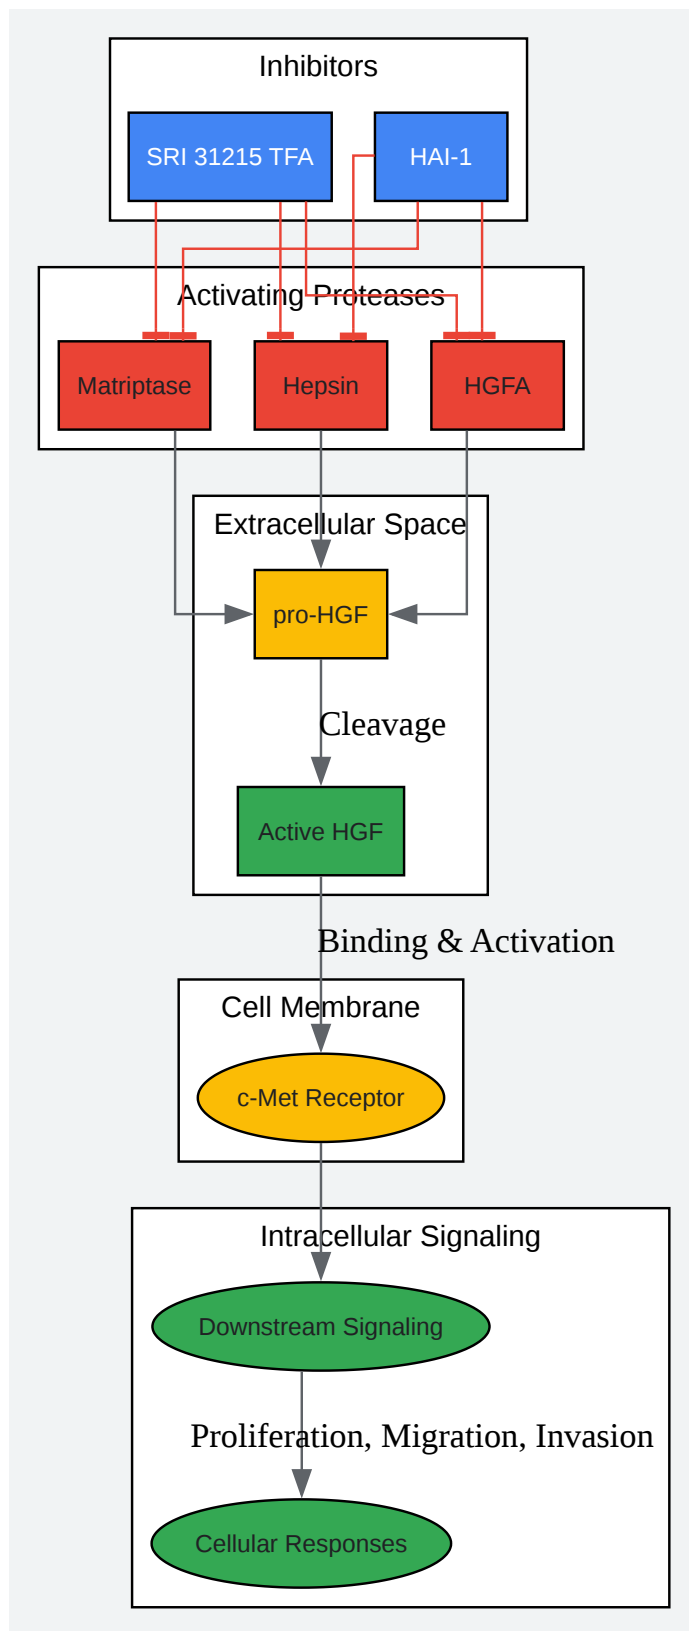 Inhibitors
SRI 31215 TFA
HAI-1
Activating Proteases
Matriptase
Hepsin
HGFA
Extracellular Space
pro-HGF
Cleavage
Active HGF
Binding & Activation
Cell Membrane
c-Met Receptor
Intracellular Signaling
Downstream Signaling
Proliferation, Migration, Invasion
Cellular Responses